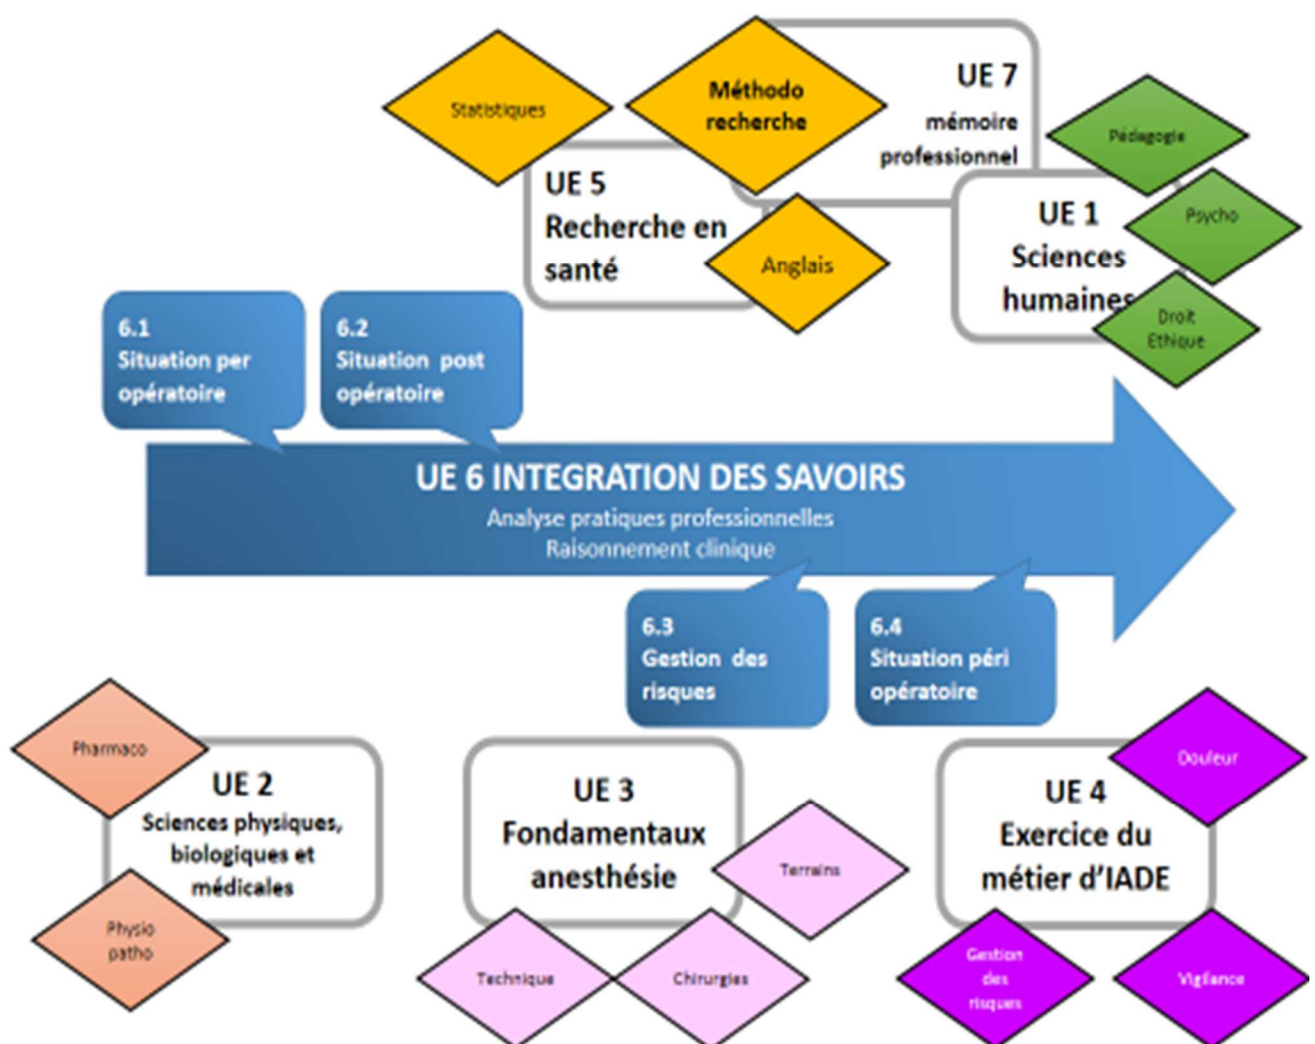 Statistiques
Méthodo
recherche
UE 7
mémoire
professionnel
Pédagogie
UE 5
Recherche en
santé
Anglais
UE 1
Sciences
humaines
Psycho
Droit
Ethique
6.1
Situation per
opératoire
6.2
Situation post
opératoire
UE 6 INTEGRATION DES SAVOIRS
Analyse pratiques professionnelles
Raisonnement clinique
6.3
Gestion des
risques
6.4
Situation péri
opératoire
Pharmaco
UE 2
Sciences physiques,
biologiques et
médicales
Physio
patho
UE 3
Fondamentaux
anesthésie
Terrains
Technique
Chirurgies
UE 4
Exercice du
métier d'IADE
Douleur
Gestion
des
risques
Vigilance